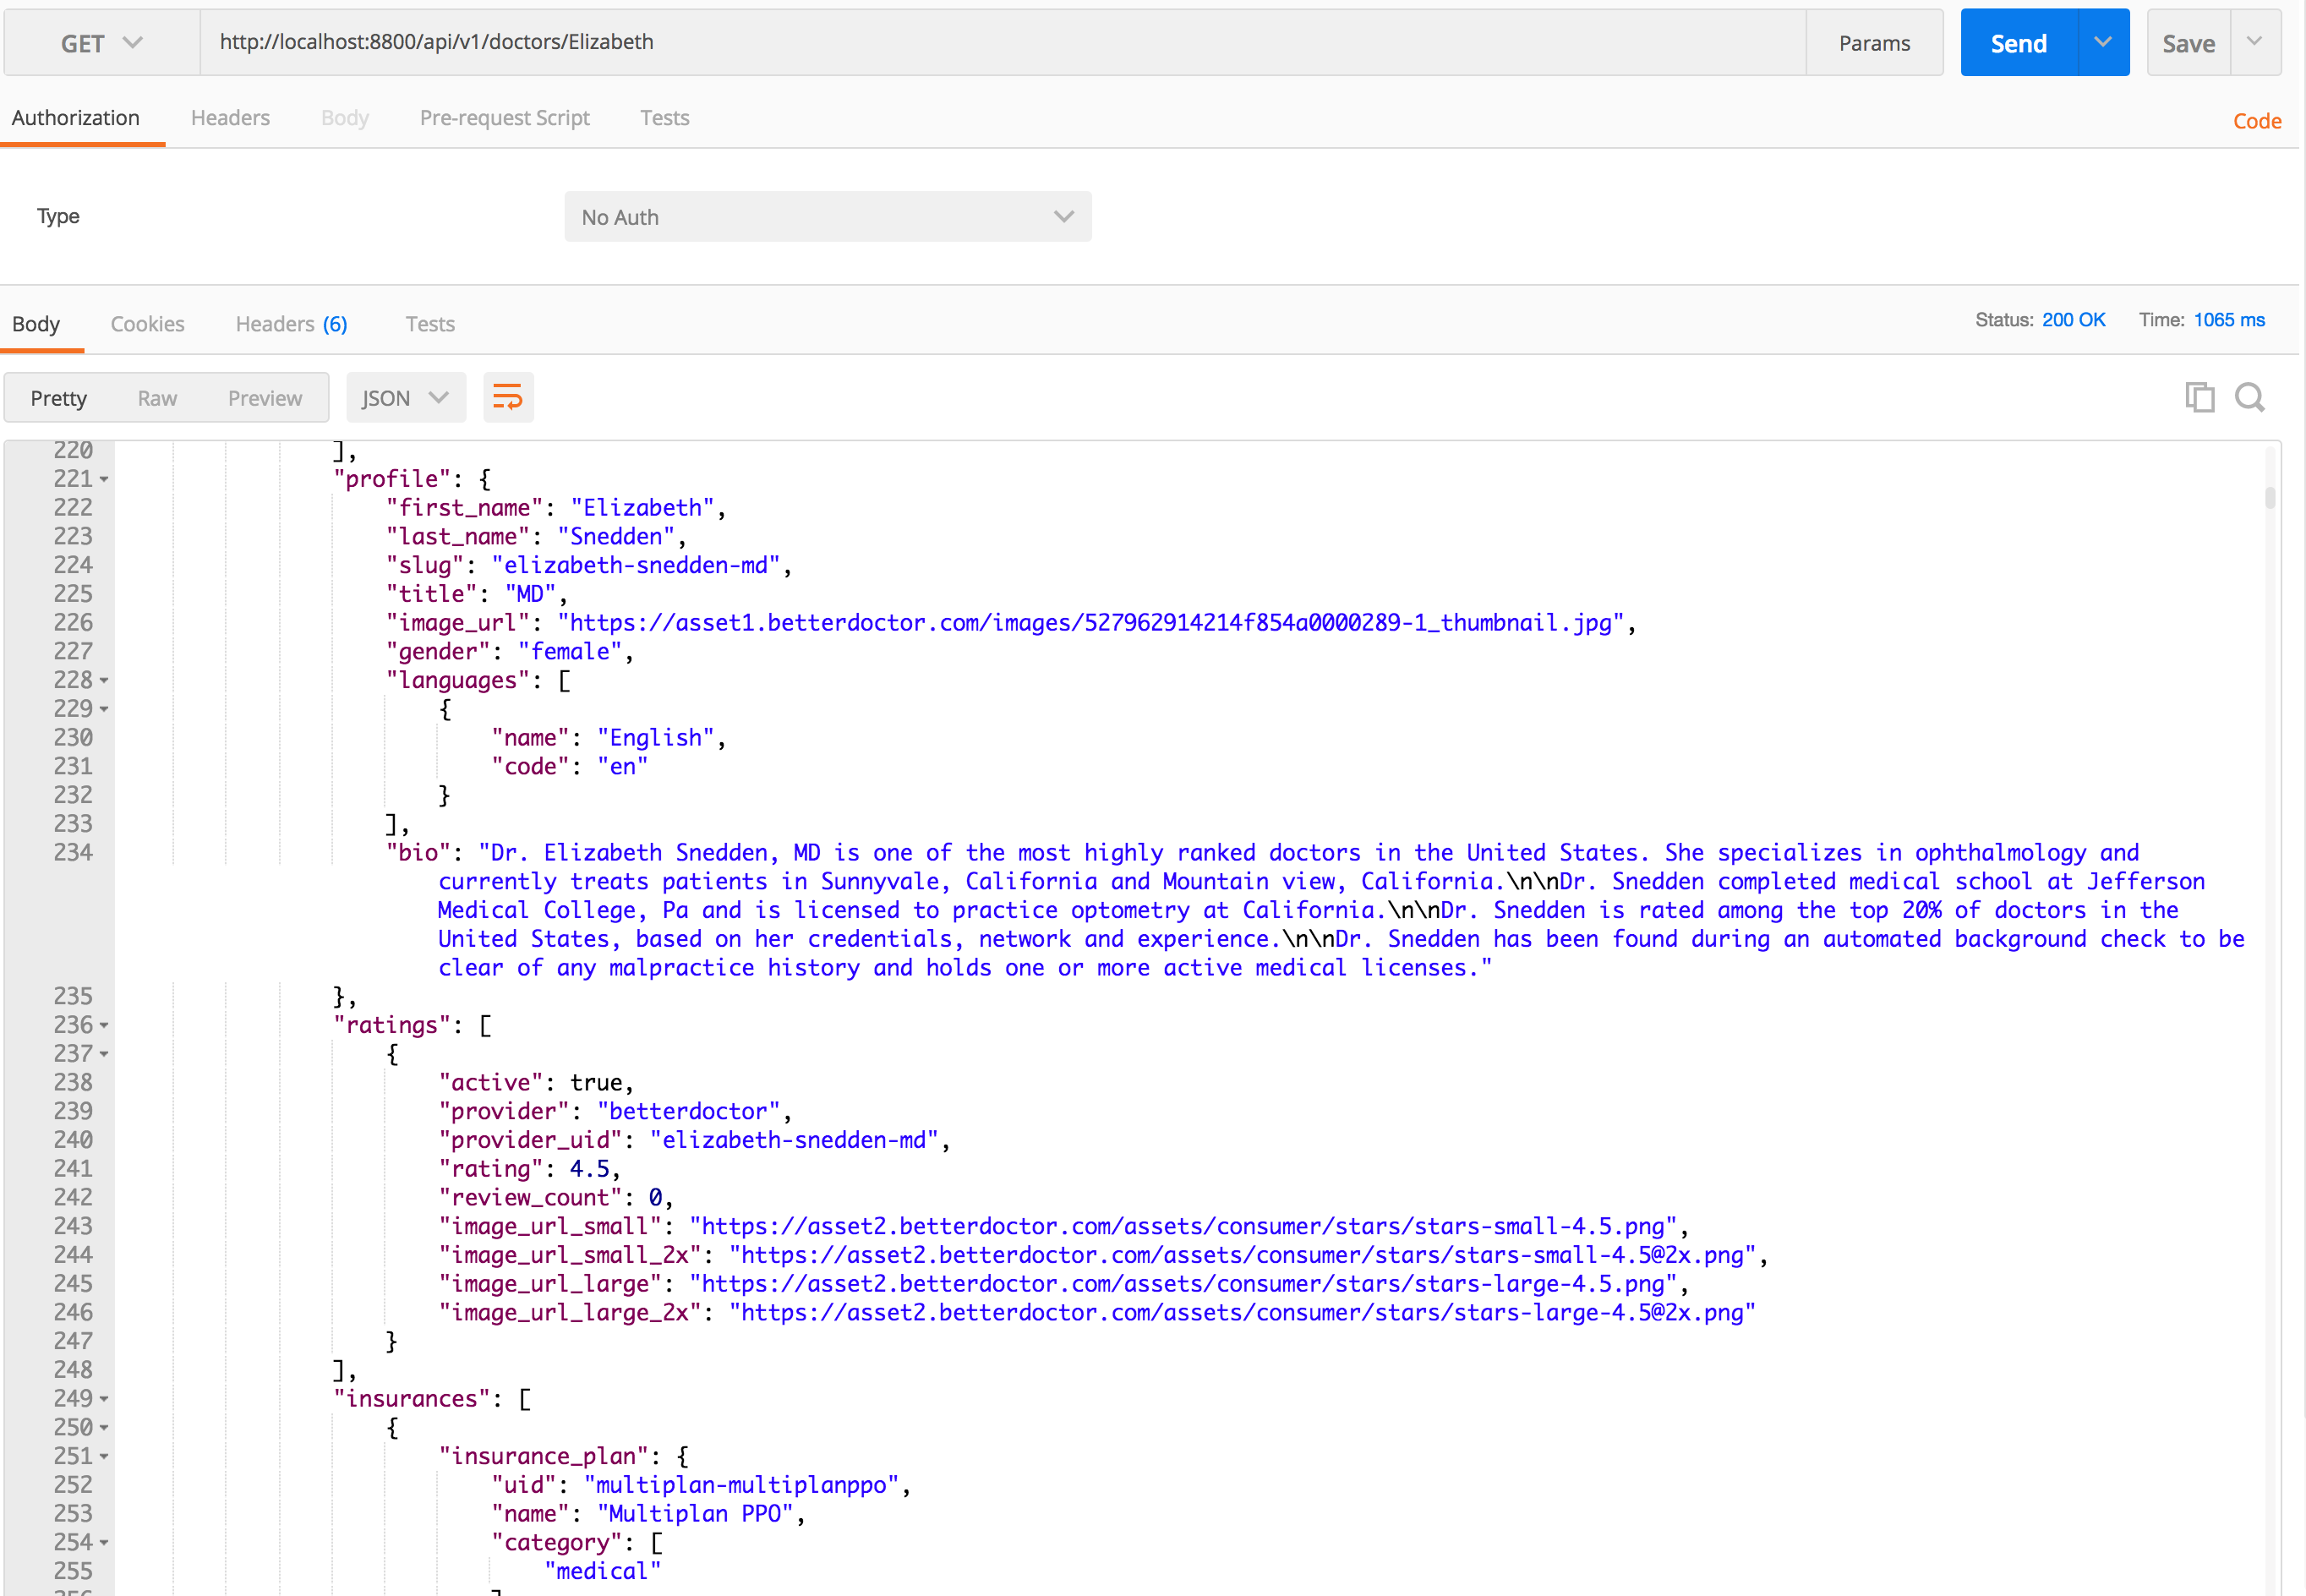 GET http://localhost:8800/api/v1/doctors/Elizabeth Params Send Save
Authorization Headers Body Pre-request Script Tests Code
Type No Auth
Body Cookies Headers (6) Tests Status: 200 OK Time: 1065 ms
Pretty Raw Preview JSON
220 ],
221 "profile": {
222 "first_name": "Elizabeth",
223 "last_name": "Snedden",
224 "slug": "elizabeth-snedden-md",
225 "title": "MD",
226 "image_url": "https://asset1.betterdoctor.com/images/527962914214f854a0000289-1_thumbnail.jpg",
227 "gender": "female",
228 "languages": [
229 {
230 "name": "English",
231 "code": "en"
232 }
233 ],
234 "bio": "Dr. Elizabeth Snedden, MD is one of the most highly ranked doctors in the United States. She specializes in ophthalmology and
currently treats patients in Sunnyvale, California and Mountain view, California.\n\nDr. Snedden completed medical school at Jefferson
Medical College, Pa and is licensed to practice optometry at California.\n\nDr. Snedden is rated among the top 20% of doctors in the
United States, based on her credentials, network and experience.\n\nDr. Snedden has been found during an automated background check to be
clear of any malpractice history and holds one or more active medical licenses."
235 },
236 "ratings": [
237 {
238 "active": true,
239 "provider": "betterdoctor",
240 "provider_uid": "elizabeth-snedden-md",
241 "rating": 4.5,
242 "review_count": 0,
243 "image_url_small": "https://asset2.betterdoctor.com/assets/consumer/stars/stars-small-4.5.png",
244 "image_url_small_2x": "https://asset2.betterdoctor.com/assets/consumer/stars/stars-small-4.5@2x.png",
245 "image_url_large": "https://asset2.betterdoctor.com/assets/consumer/stars/stars-large-4.5.png",
246 "image_url_large_2x": "https://asset2.betterdoctor.com/assets/consumer/stars/stars-large-4.5@2x.png"
247 }
248 ],
249 "insurances": [
250 {
251 "insurance_plan": {
252 "uid": "multiplan-multiplanppo",
253 "name": "Multiplan PPO",
254 "category": [
255 "medical"